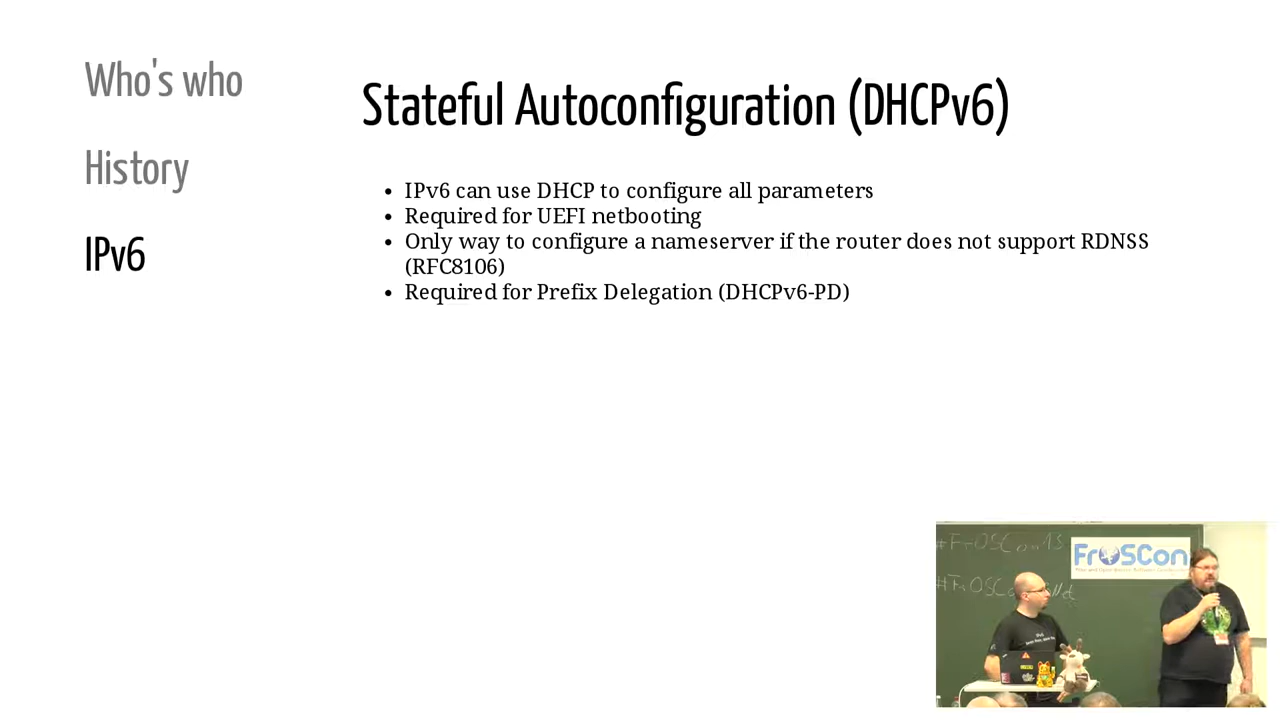 Who's who
History
IPv6
Stateful Autoconfiguration (DHCPv6)
• IPv6 can use DHCP to configure all parameters
• Required for UEFI netbooting
• Only way to configure a nameserver if the router does not support RDNSS
(RFC8106)
• Required for Prefix Delegation (DHCPv6-PD)
#FrOSCon13
FrOSCon